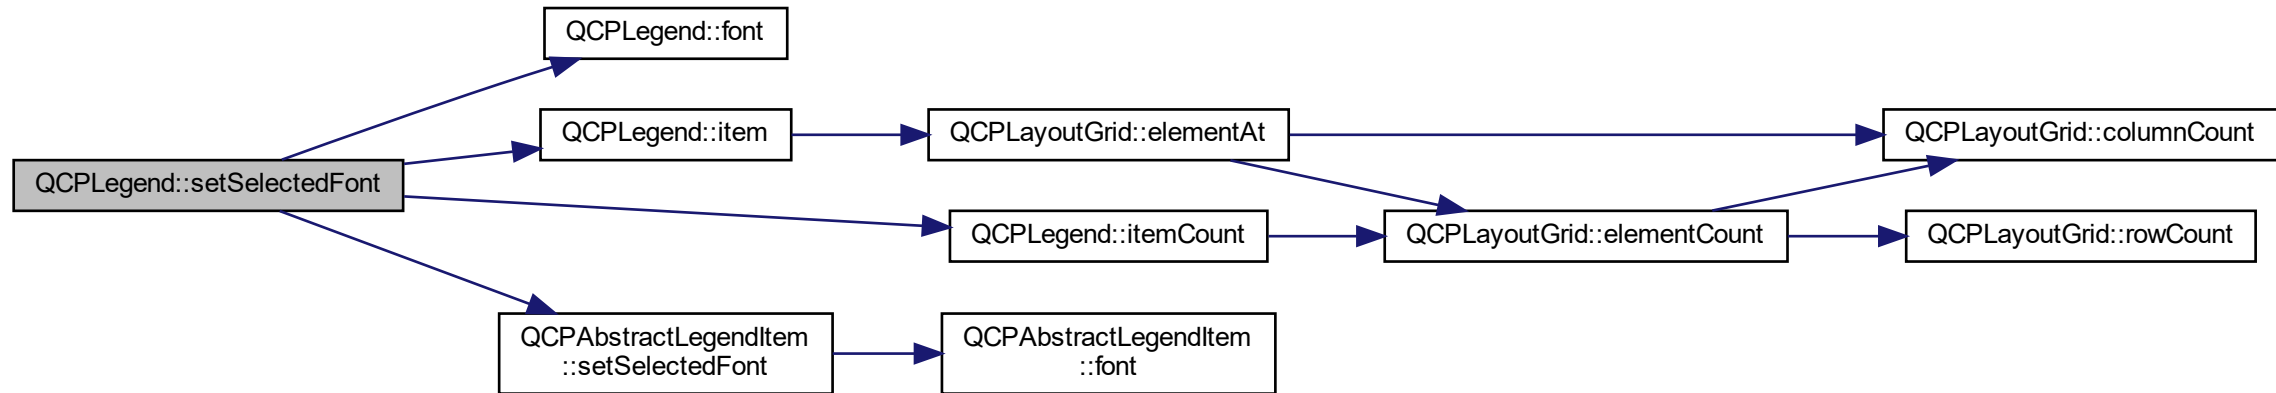 QCPLegend::font
QCPLegend::item
QCPLayoutGrid::elementAt
QCPLayoutGrid::columnCount
QCPLegend::setSelectedFont
QCPLegend::itemCount
QCPLayoutGrid::elementCount
QCPLayoutGrid::rowCount
QCPAbstractLegendItem
::setSelectedFont
QCPAbstractLegendItem
::font